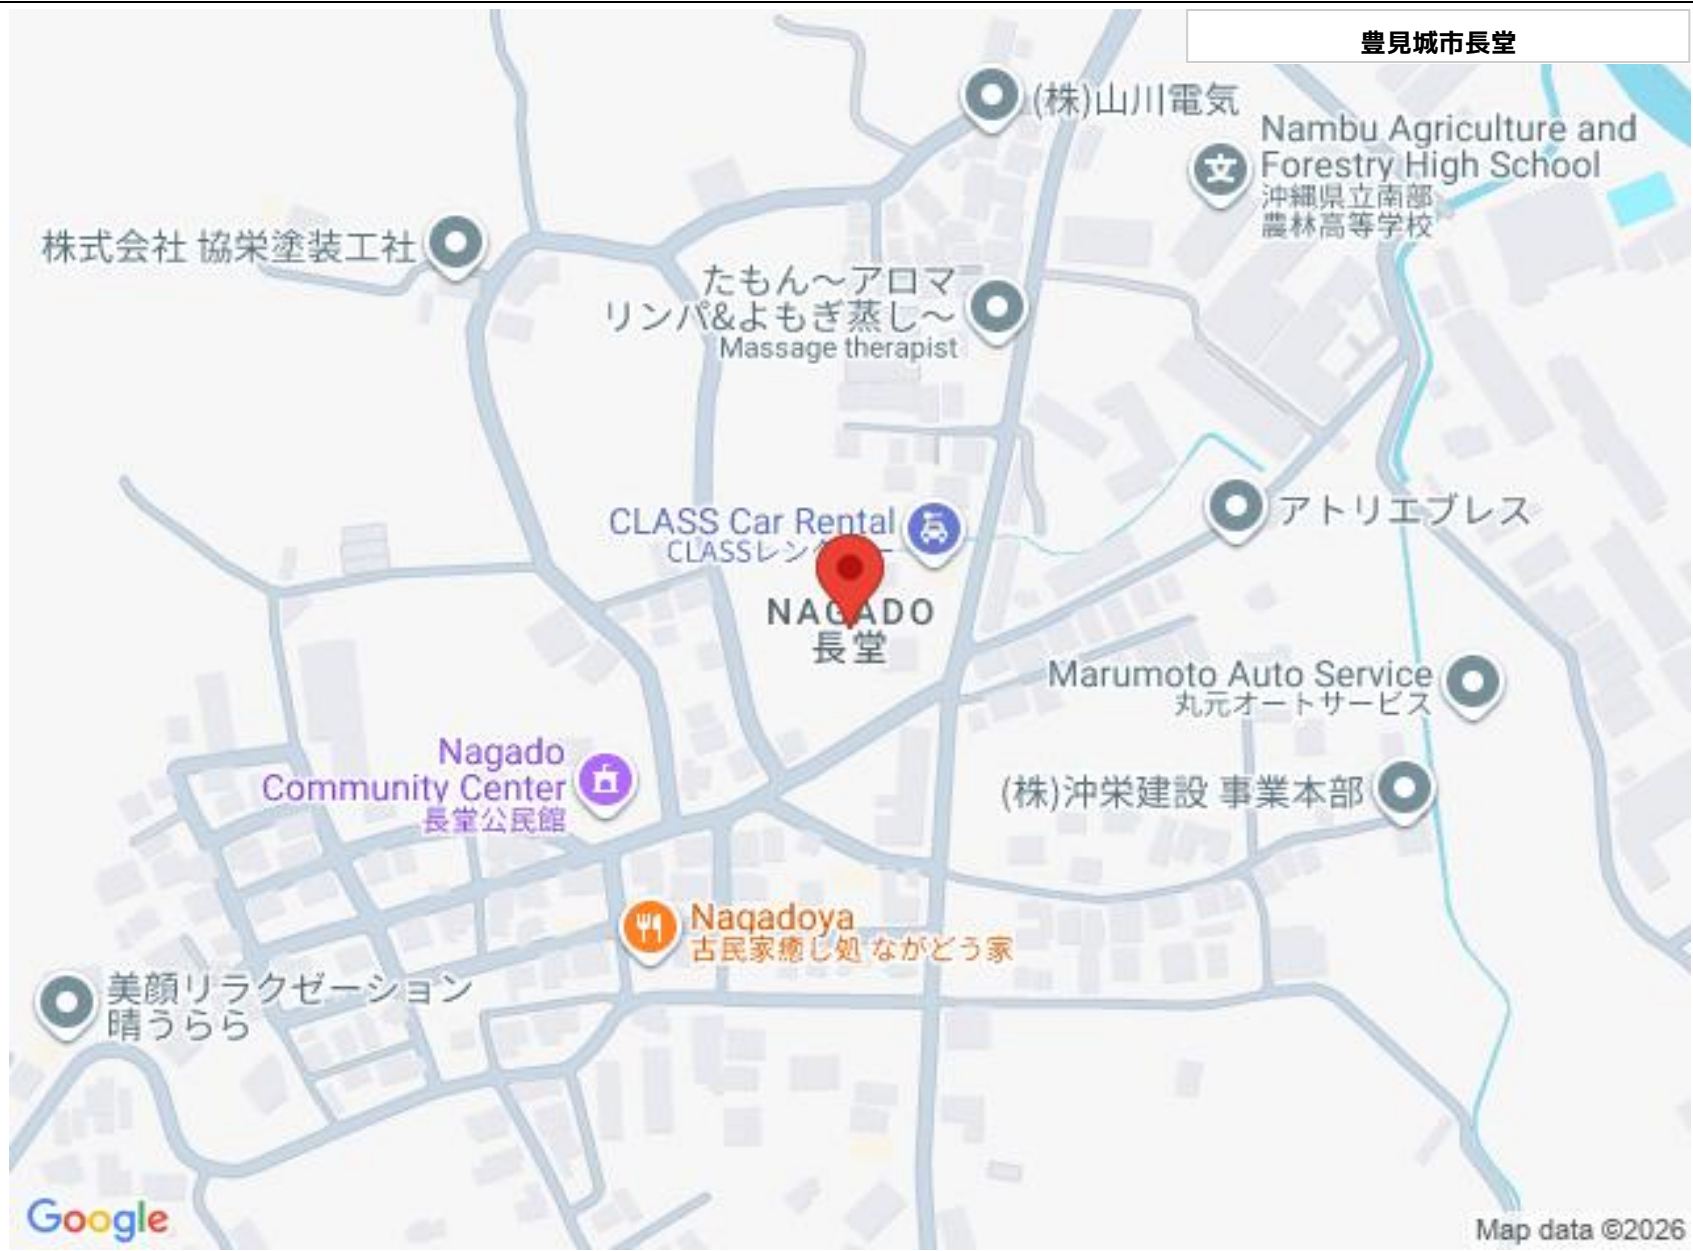 豊見城市長堂
(株)山川電気
Nambu Agriculture and
Forestry High School
沖縄県立南部
農林高等学校
株式会社 協栄塗装工社
たもん～アロマ
リンパ&よもぎ蒸し～
Massage therapist
CLASS Car Rental
アトリエブレス
NAGADO
長堂
Marumoto Auto Service
丸元オートサービス
Nagado
Community Center
長堂公民館
(株)沖栄建設 事業本部
Nagadoya
古民家癒し処 ながどう家
美顔リラクゼーション
晴うらら
Google
Map data ©2026